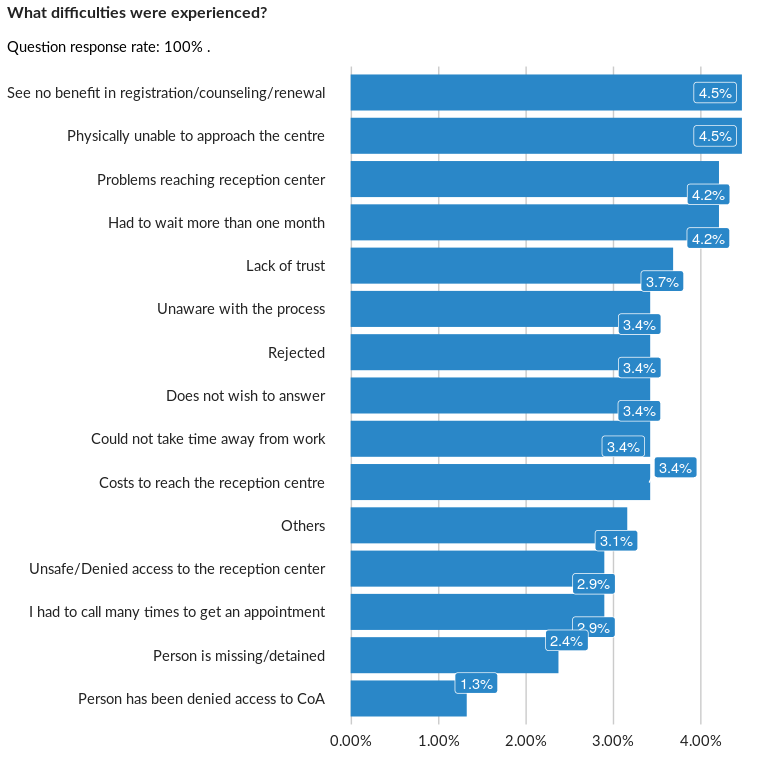 What difficulties were experienced?
Question response rate: 100% .
See no benefit in registration/counseling/renewal 4.5%
Physically unable to approach the centre 4.5%
Problems reaching reception center 4.2%
Had to wait more than one month 4.2%
Lack of trust 3.7%
Unaware with the process 3.4%
Rejected 3.4%
Does not wish to answer 3.4%
Could not take time away from work 3.4%
Costs to reach the reception centre 3.4%
Others 3.1%
Unsafe/Denied access to the reception center 2.9%
I had to call many times to get an appointment 2.9%
Person is missing/detained 2.4%
Person has been denied access to CoA 1.3%
0.00% 1.00% 2.00% 3.00% 4.00%